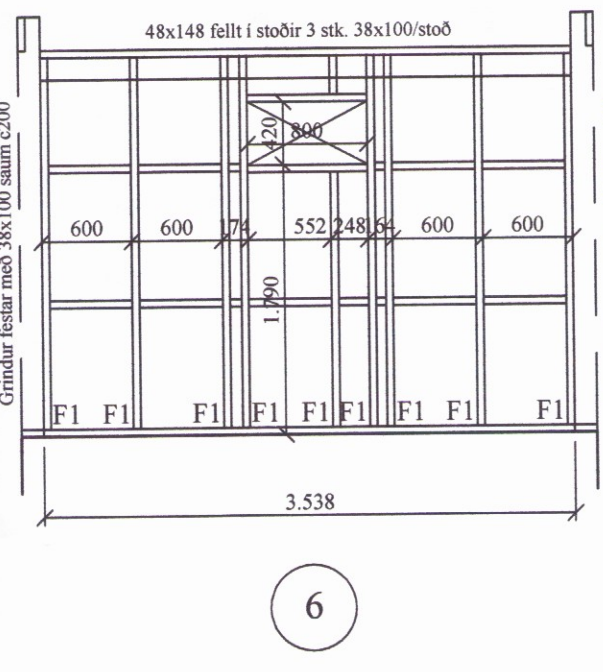 48x148 fellt í stoðir 3 stk. 38x100/stoð
Grindur festar með 38x100 saum c200
420
800
600 600 174 552 248 164 600 600
1.790
F1 F1 F1 F1 F1 F1 F1 F1 F1
3.538
6